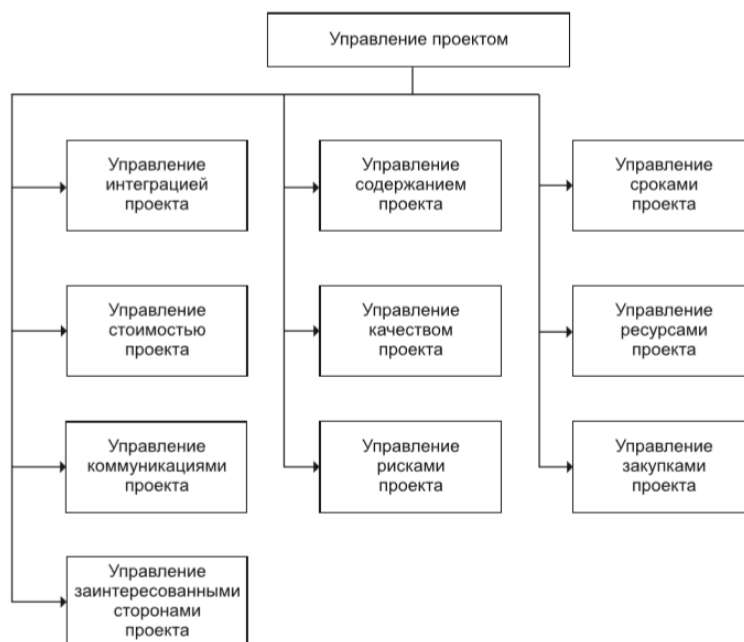 Управление проектом
Управление
интеграцией
проекта
Управление
содержанием
проекта
Управление
сроками
проекта
Управление
стоимостью
проекта
Управление
качеством
проекта
Управление
ресурсами
проекта
Управление
коммуникациями
проекта
Управление
рисками
проекта
Управление
закупками
проекта
Управление
заинтересованными
сторонами
проекта